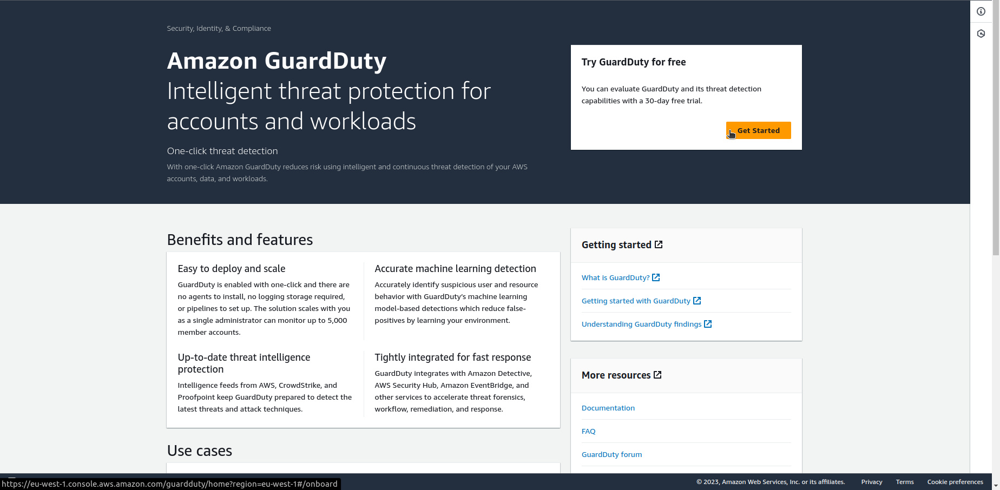 Security, Identity, & Compliance
Amazon GuardDuty
Intelligent threat protection for
accounts and workloads
One-click threat detection
With one-click Amazon GuardDuty reduces risk using intelligent and continuous threat detection of your AWS
accounts, data, and workloads.
Try GuardDuty for free
You can evaluate GuardDuty and its threat detection
capabilities with a 30-day free trial.
Get Started
Benefits and features
Easy to deploy and scale
GuardDuty is enabled with one-click and there are
no agents to install, no logging storage required,
or pipelines to set up. The solution scales with you
as a single administrator can monitor up to 5,000
member accounts.
Accurate machine learning detection
Accurately identify suspicious user and resource
behavior with GuardDuty's machine learning
model-based detections which reduce false-
positives by learning your environment.
Up-to-date threat intelligence
protection
Intelligence feeds from AWS, CrowdStrike, and
Proofpoint keep GuardDuty prepared to detect the
latest threats and attack techniques.
Tightly integrated for fast response
GuardDuty integrates with Amazon Detective,
AWS Security Hub, Amazon EventBridge, and
other services to accelerate threat forensics,
workflow, remediation, and response.
Use cases
Getting started
What is GuardDuty?
Getting started with GuardDuty
Understanding GuardDuty findings
More resources
Documentation
FAQ
GuardDuty forum
https://eu-west-1.console.aws.amazon.com/guardduty/home?region=eu-west-1#/onboard
© 2023, Amazon Web Services, Inc. or its affiliates.
Privacy
Terms
Cookie preferences